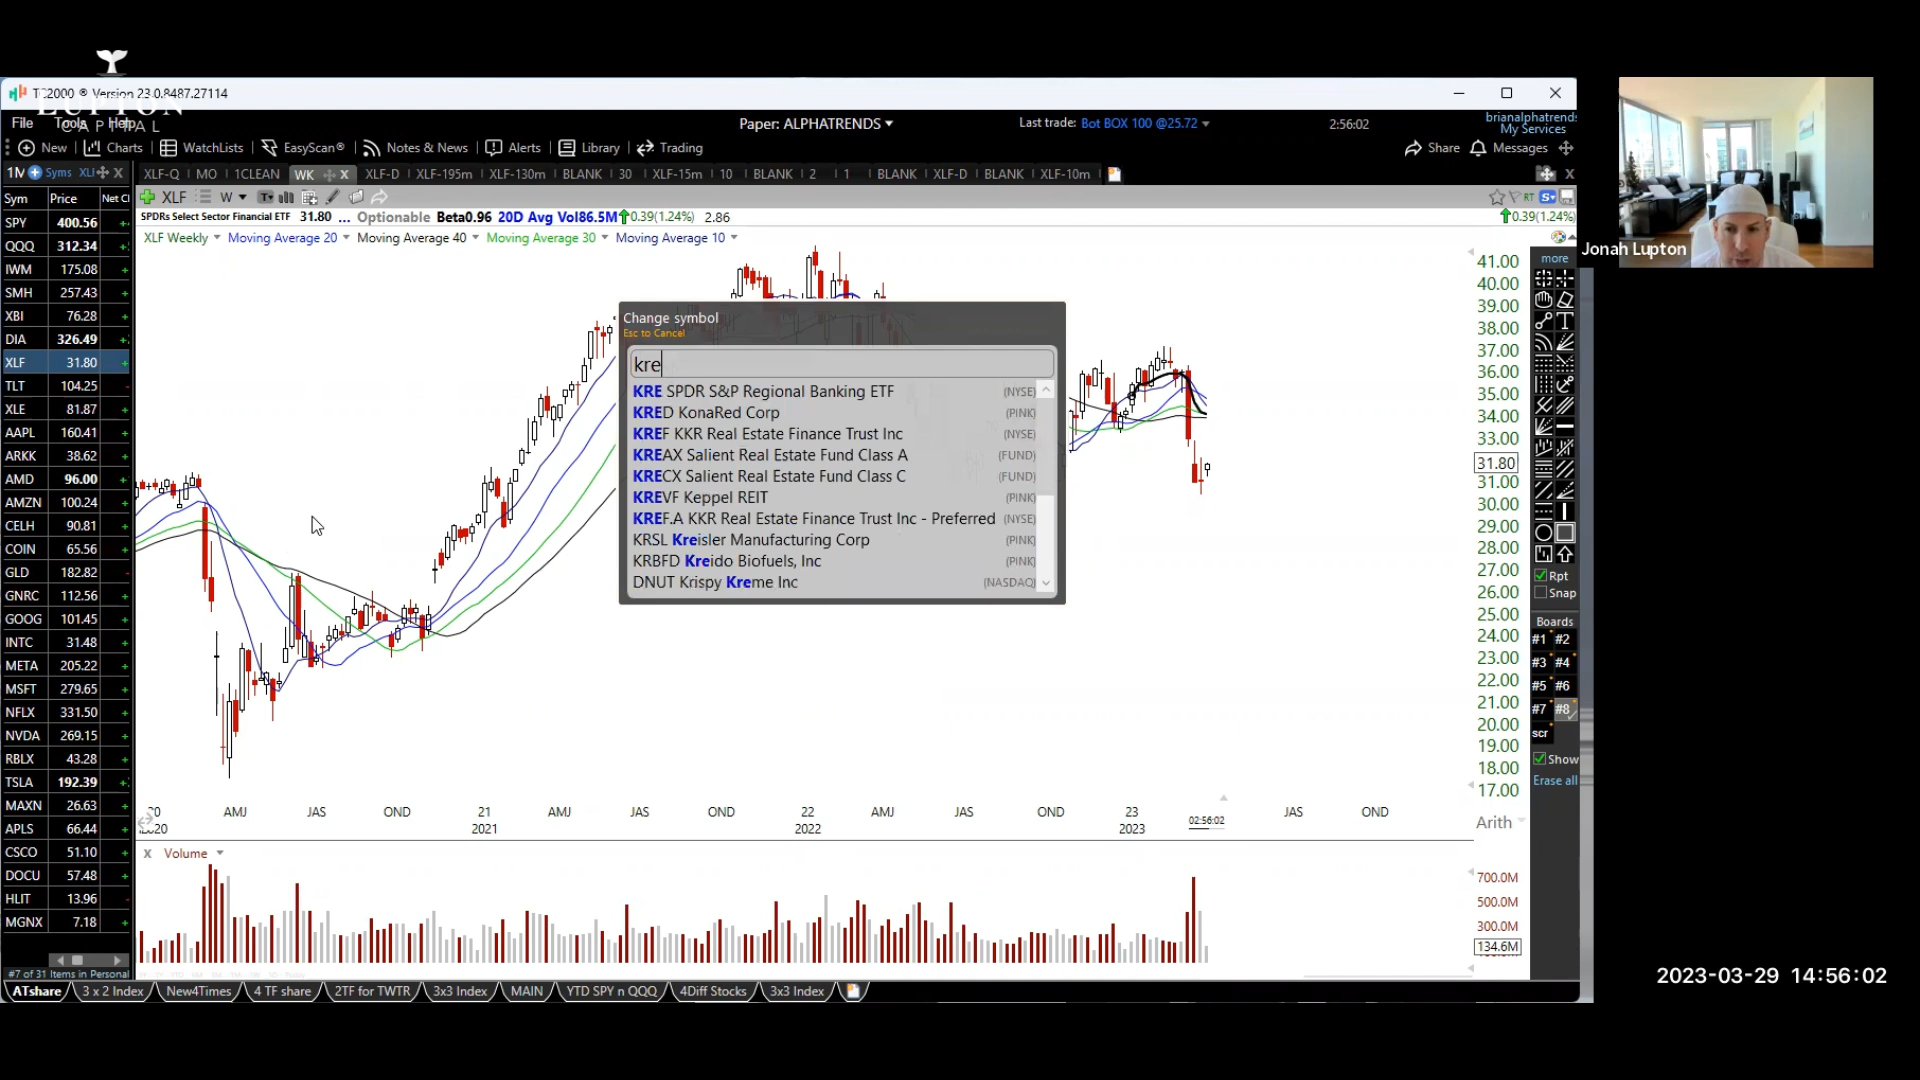 TC2000 ® Version 23.0.8487.27114
LUPTON
CAPITAL
File Tools Help
Paper: ALPHATRENDS
Last trade: Bot BOX 100 @25.72
2:56:02
brianalphatrends
My Services
New Charts WatchLists EasyScan® Notes & News Alerts Library Trading
Share Messages
1M Syms XLI
XLF-Q MO 1CLEAN WK XLF-D XLF-195m XLF-130m BLANK 30 XLF-15m 10 BLANK 2 1 BLANK XLF-D BLANK XLF-10m
XLF W
RT
SPDRs Select Sector Financial ETF 31.80 ... Optionable Beta0.96 20D Avg Vol86.5M 0.39(1.24%) 2.86
0.39(1.24%)
XLF Weekly Moving Average 20 Moving Average 40 Moving Average 30 Moving Average 10
Sym Price Net Cl
SPY 400.56 +
QQQ 312.34 +
IWM 175.08 +
SMH 257.43 +
XBI 76.28 +
DIA 326.49 +
XLF 31.80 +
TLT 104.25 -
XLE 81.87 +
AAPL 160.41 +
ARKK 38.62 +
AMD 96.00 +
AMZN 100.24 +
CELH 90.81 +
COIN 65.56 +
GLD 182.82 -
GNRC 112.56 +
GOOG 101.45 +
INTC 31.48 +
META 205.22 +
MSFT 279.65 +
NFLX 331.50 +
NVDA 269.15 +
RBLX 43.28 +
TSLA 192.39 +
MAXN 26.63 +
APLS 66.44 +
CSCO 51.10 +
DOCU 57.48 +
HLIT 13.96 -
MGNX 7.18 +
#7 of 31 Items in Personal
Change symbol
Esc to Cancel
kre
KRE SPDR S&P Regional Banking ETF (NYSE)
KRED KonaRed Corp (PINK)
KREF KKR Real Estate Finance Trust Inc (NYSE)
KREAX Salient Real Estate Fund Class A (FUND)
KRECX Salient Real Estate Fund Class C (FUND)
KREVF Keppel REIT (PINK)
KREF.A KKR Real Estate Finance Trust Inc - Preferred (NYSE)
KRSL Kreisler Manufacturing Corp (PINK)
KRBFD Kreido Biofuels, Inc (PINK)
DNUT Krispy Kreme Inc (NASDAQ)
41.00
40.00
39.00
38.00
37.00
36.00
35.00
34.00
33.00
31.80
31.00
30.00
29.00
28.00
27.00
26.00
25.00
24.00
23.00
22.00
21.00
20.00
19.00
18.00
17.00
Arith
more
Rpt
Snap
Boards
#1 #2
#3 #4
#5 #6
#7 #8
scr
Show
Erase all
AMJ JAS OND 21 AMJ JAS OND 22 AMJ JAS OND 23 JAS OND
2021 2022 2023
02:56:02
X Volume
700.0M
500.0M
300.0M
134.6M
ATshare 3 x 2 Index New4Times 4 TF share 2TF for TWTR 3x3 Index MAIN YTD SPY n QQQ 4Diff Stocks 3x3 Index
Jonah Lupton
2023-03-29 14:56:02